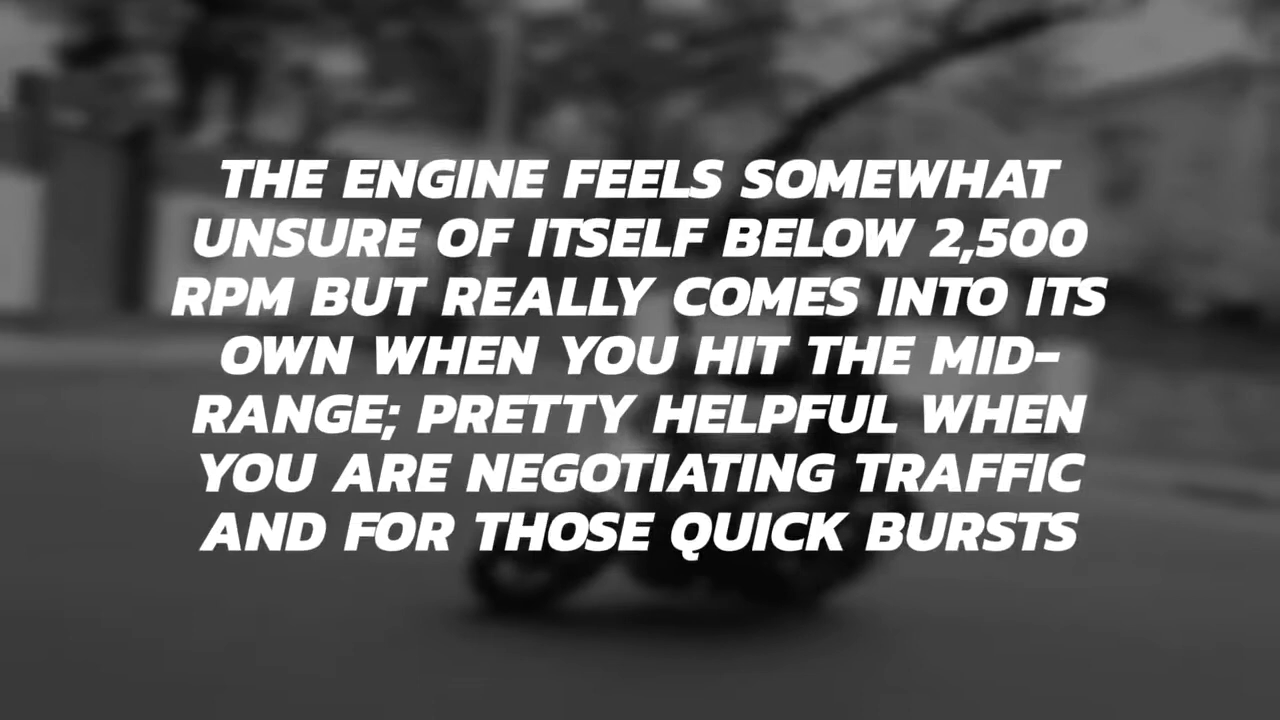 THE ENGINE FEELS SOMEWHAT
UNSURE OF ITSELF BELOW 2,500
RPM BUT REALLY COMES INTO ITS
OWN WHEN YOU HIT THE MID-
RANGE; PRETTY HELPFUL WHEN
YOU ARE NEGOTIATING TRAFFIC
AND FOR THOSE QUICK BURSTS